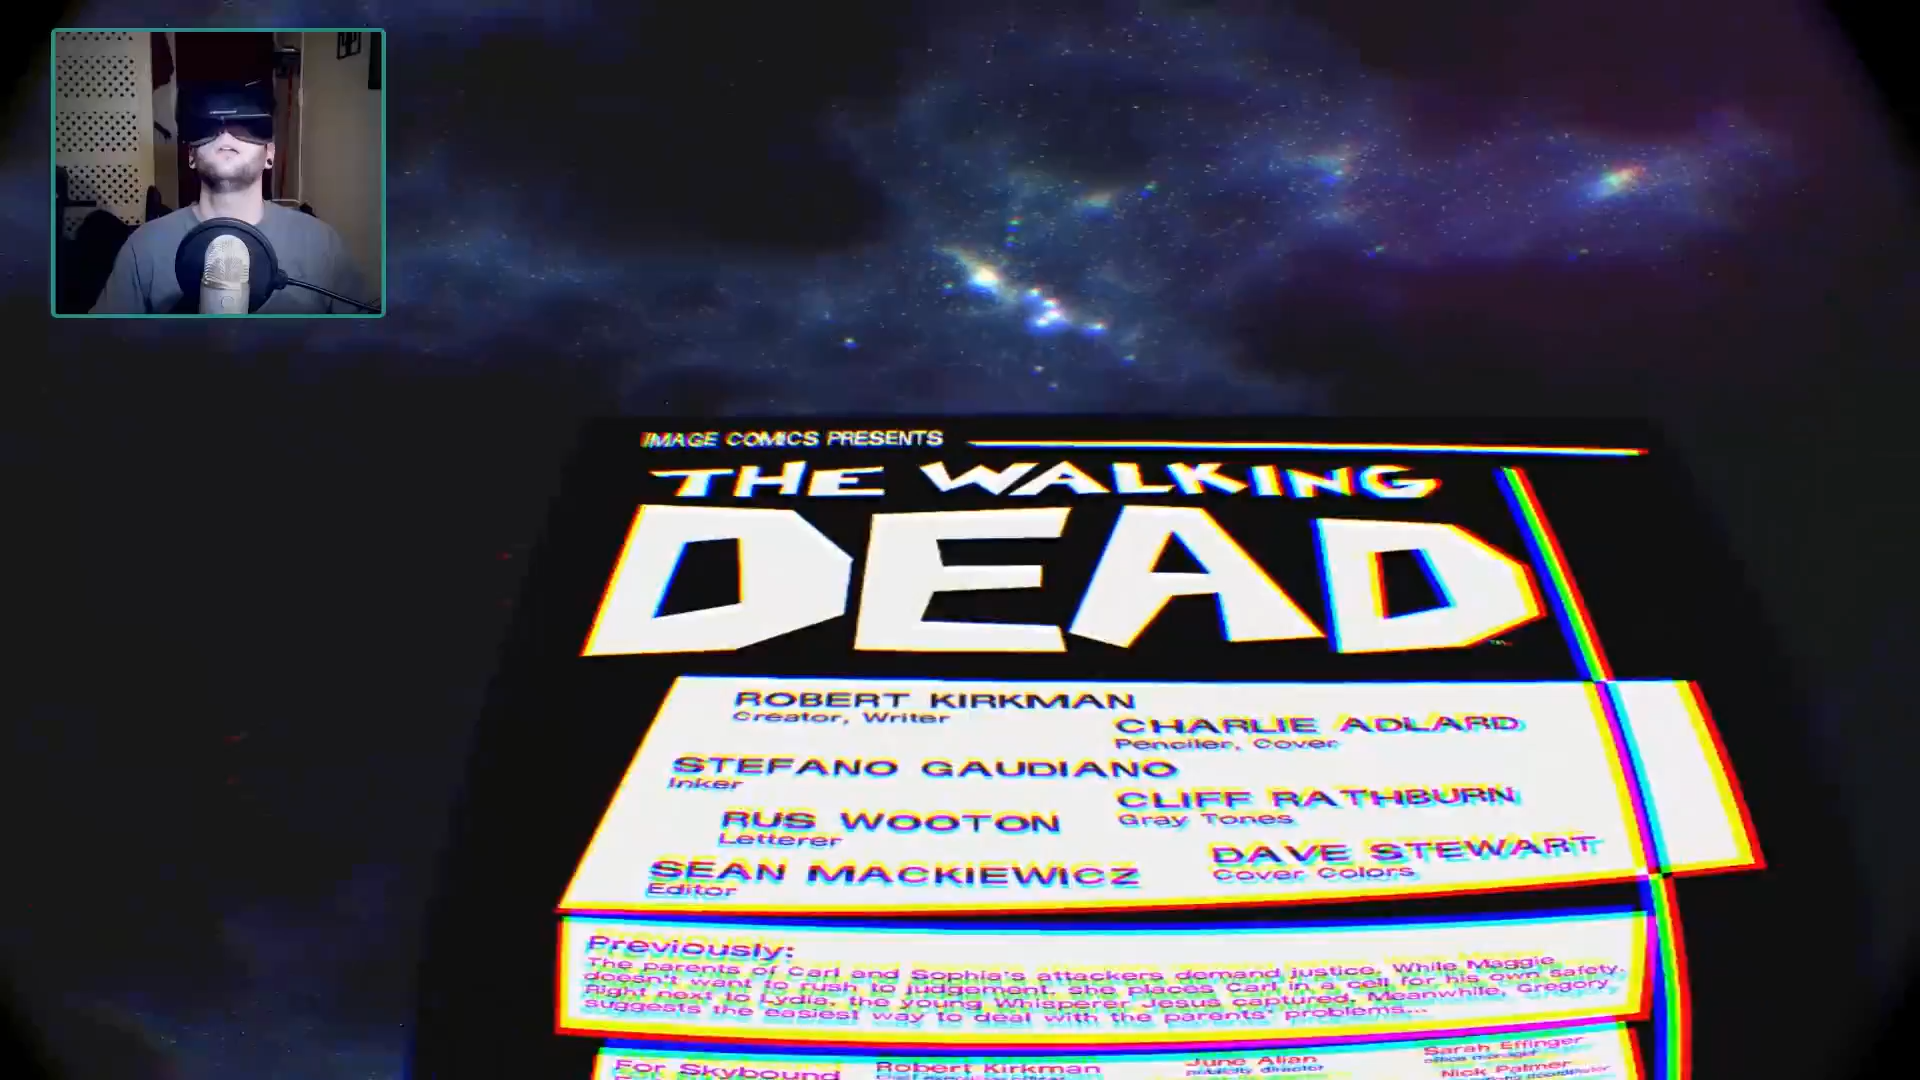 IMAGE COMICS PRESENTS
THE WALKING
DEAD
ROBERT KIRKMAN
Creator, Writer
CHARLIE ADLARD
Penciler, Cover
STEFANO GAUDIANO
Inker
CLIFF RATHBURN
Gray Tones
RUS WOOTON
Letterer
DAVE STEWART
Cover Colors
SEAN MACKIEWICZ
Editor
Previously:
The parents of Carl and Sophia's attackers demand justice. While Maggie
doesn't want to rush to judgement, she places Carl in a cell for his own safety.
Right next to Lydia, the young Whisperer Jesus captured. Meanwhile, Gregory
suggests the easiest way to deal with the parents' problems...
For Skybound
Robert Kirkman
June Alian
publicity director
Sarah Effinger
office manager
Nick Palmer